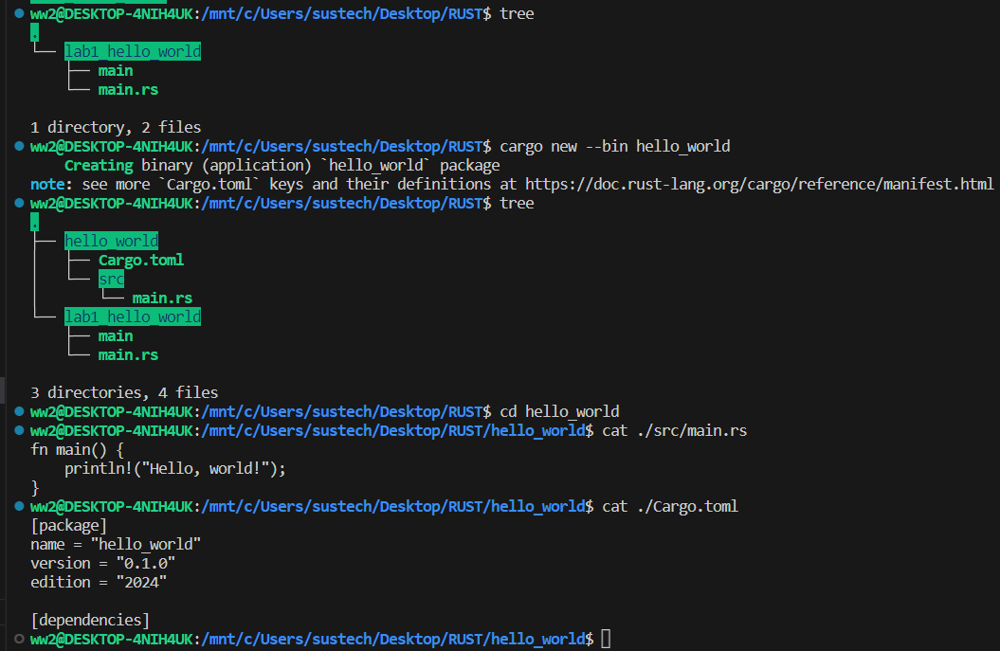 ww2@DESKTOP-4NIH4UK:/mnt/c/Users/sustech/Desktop/RUST$ tree
.
└── lab1_hello_world
    ├── main
    └── main.rs

1 directory, 2 files
ww2@DESKTOP-4NIH4UK:/mnt/c/Users/sustech/Desktop/RUST$ cargo new --bin hello_world
    Creating binary (application) `hello_world` package
note: see more `Cargo.toml` keys and their definitions at https://doc.rust-lang.org/cargo/reference/manifest.html
ww2@DESKTOP-4NIH4UK:/mnt/c/Users/sustech/Desktop/RUST$ tree
.
├── hello_world
│   ├── Cargo.toml
│   └── src
│       └── main.rs
└── lab1_hello_world
    ├── main
    └── main.rs

3 directories, 4 files
ww2@DESKTOP-4NIH4UK:/mnt/c/Users/sustech/Desktop/RUST$ cd hello_world
ww2@DESKTOP-4NIH4UK:/mnt/c/Users/sustech/Desktop/RUST/hello_world$ cat ./src/main.rs
fn main() {
    println!("Hello, world!");
}
ww2@DESKTOP-4NIH4UK:/mnt/c/Users/sustech/Desktop/RUST/hello_world$ cat ./Cargo.toml
[package]
name = "hello_world"
version = "0.1.0"
edition = "2024"

[dependencies]
ww2@DESKTOP-4NIH4UK:/mnt/c/Users/sustech/Desktop/RUST/hello_world$